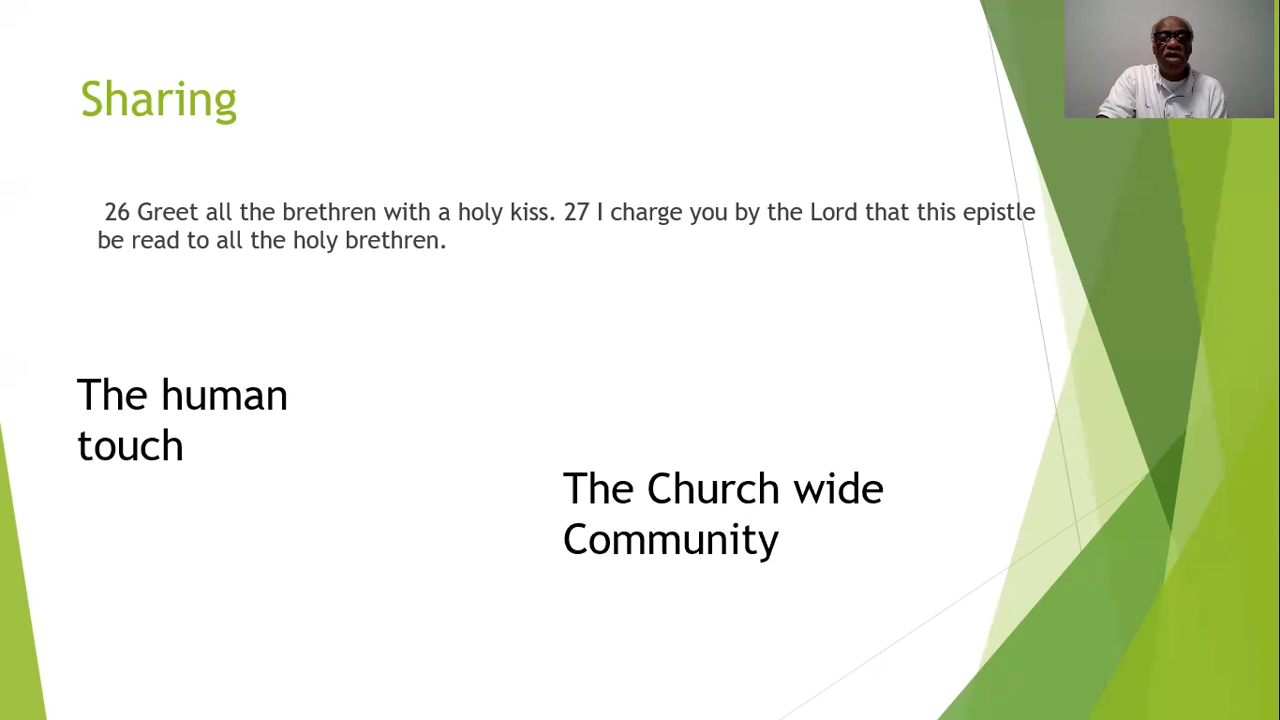 Sharing
26 Greet all the brethren with a holy kiss. 27 I charge you by the Lord that this epistle
be read to all the holy brethren.
The human
touch
The Church wide
Community